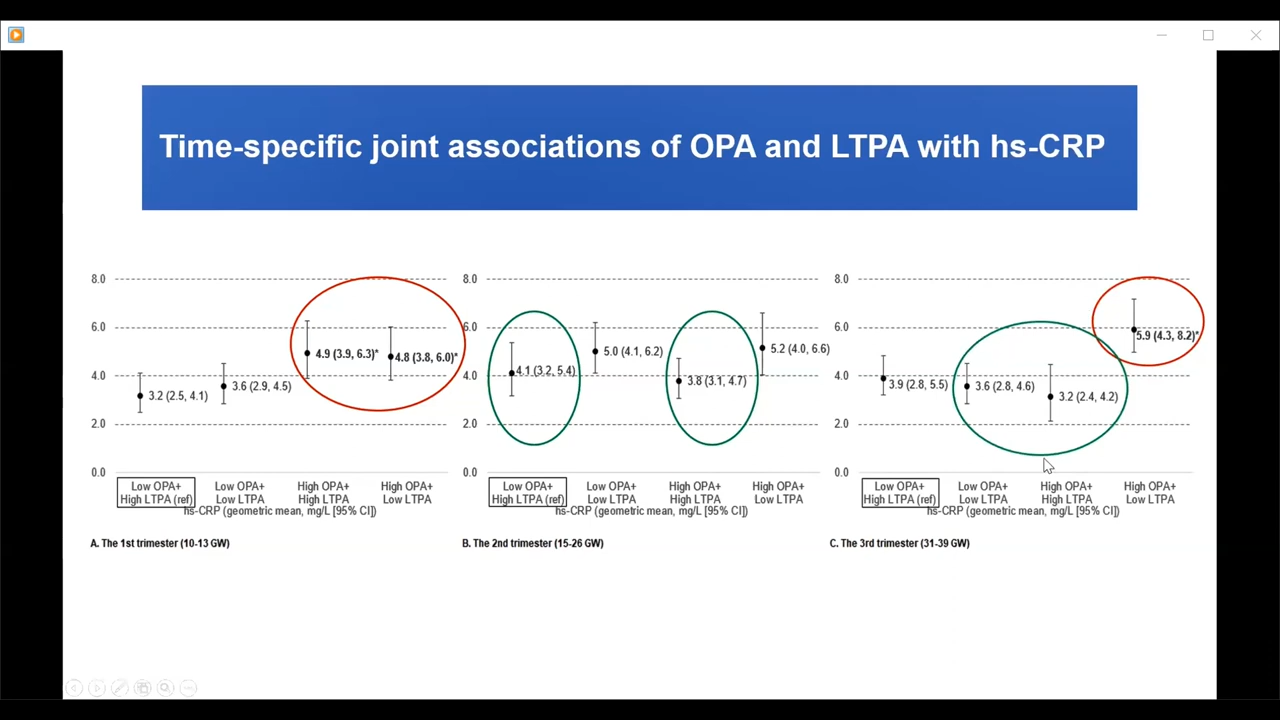 Time-specific joint associations of OPA and LTPA with hs-CRP
8.0
6.0
4.0
2.0
0.0
3.2 (2.5, 4.1)
3.6 (2.9, 4.5)
4.9 (3.9, 6.3)*
4.8 (3.8, 6.0)*
Low OPA+
High LTPA (ref)
Low OPA+
Low LTPA
High OPA+
High LTPA
High OPA+
Low LTPA
hs-CRP (geometric mean, mg/L [95% CI])
A. The 1st trimester (10-13 GW)
8.0
6.0
4.0
2.0
0.0
4.1 (3.2, 5.4)
5.0 (4.1, 6.2)
3.8 (3.1, 4.7)
5.2 (4.0, 6.6)
Low OPA+
High LTPA (ref)
Low OPA+
Low LTPA
High OPA+
High LTPA
High OPA+
Low LTPA
hs-CRP (geometric mean, mg/L [95% CI])
B. The 2nd trimester (15-26 GW)
8.0
6.0
4.0
2.0
0.0
3.9 (2.8, 5.5)
3.6 (2.8, 4.6)
3.2 (2.4, 4.2)
5.9 (4.3, 8.2)*
Low OPA+
High LTPA (ref)
Low OPA+
Low LTPA
High OPA+
High LTPA
High OPA+
Low LTPA
hs-CRP (geometric mean, mg/L [95% CI])
C. The 3rd trimester (31-39 GW)